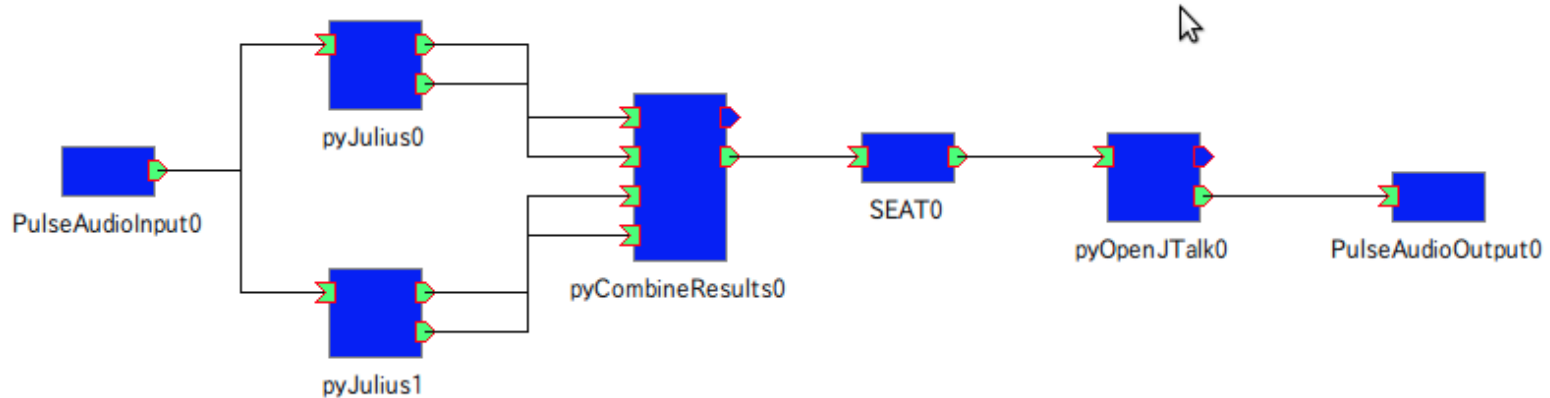 pyJulius0
PulseAudioInput0
SEAT0
pyOpenJTalk0
PulseAudioOutput0
pyCombineResults0
pyJulius1